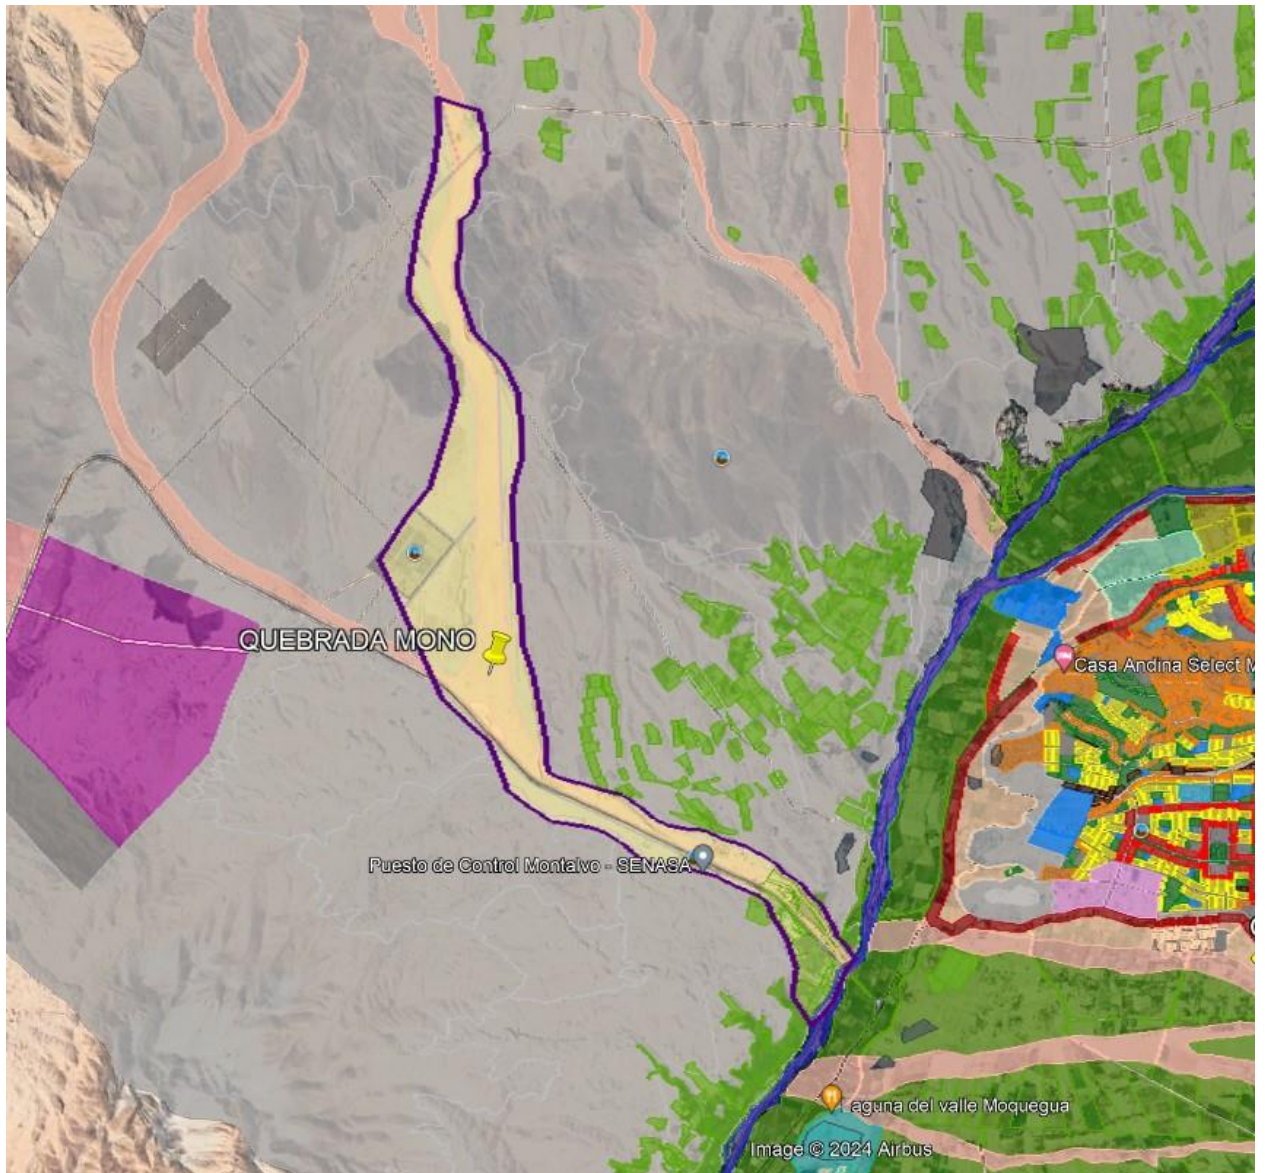 QUEBRADA MONO
Casa Andina Select M
Puesto de Control Montalvo - SENASA
aguna del valle Moquegua
Image © 2024 Airbus